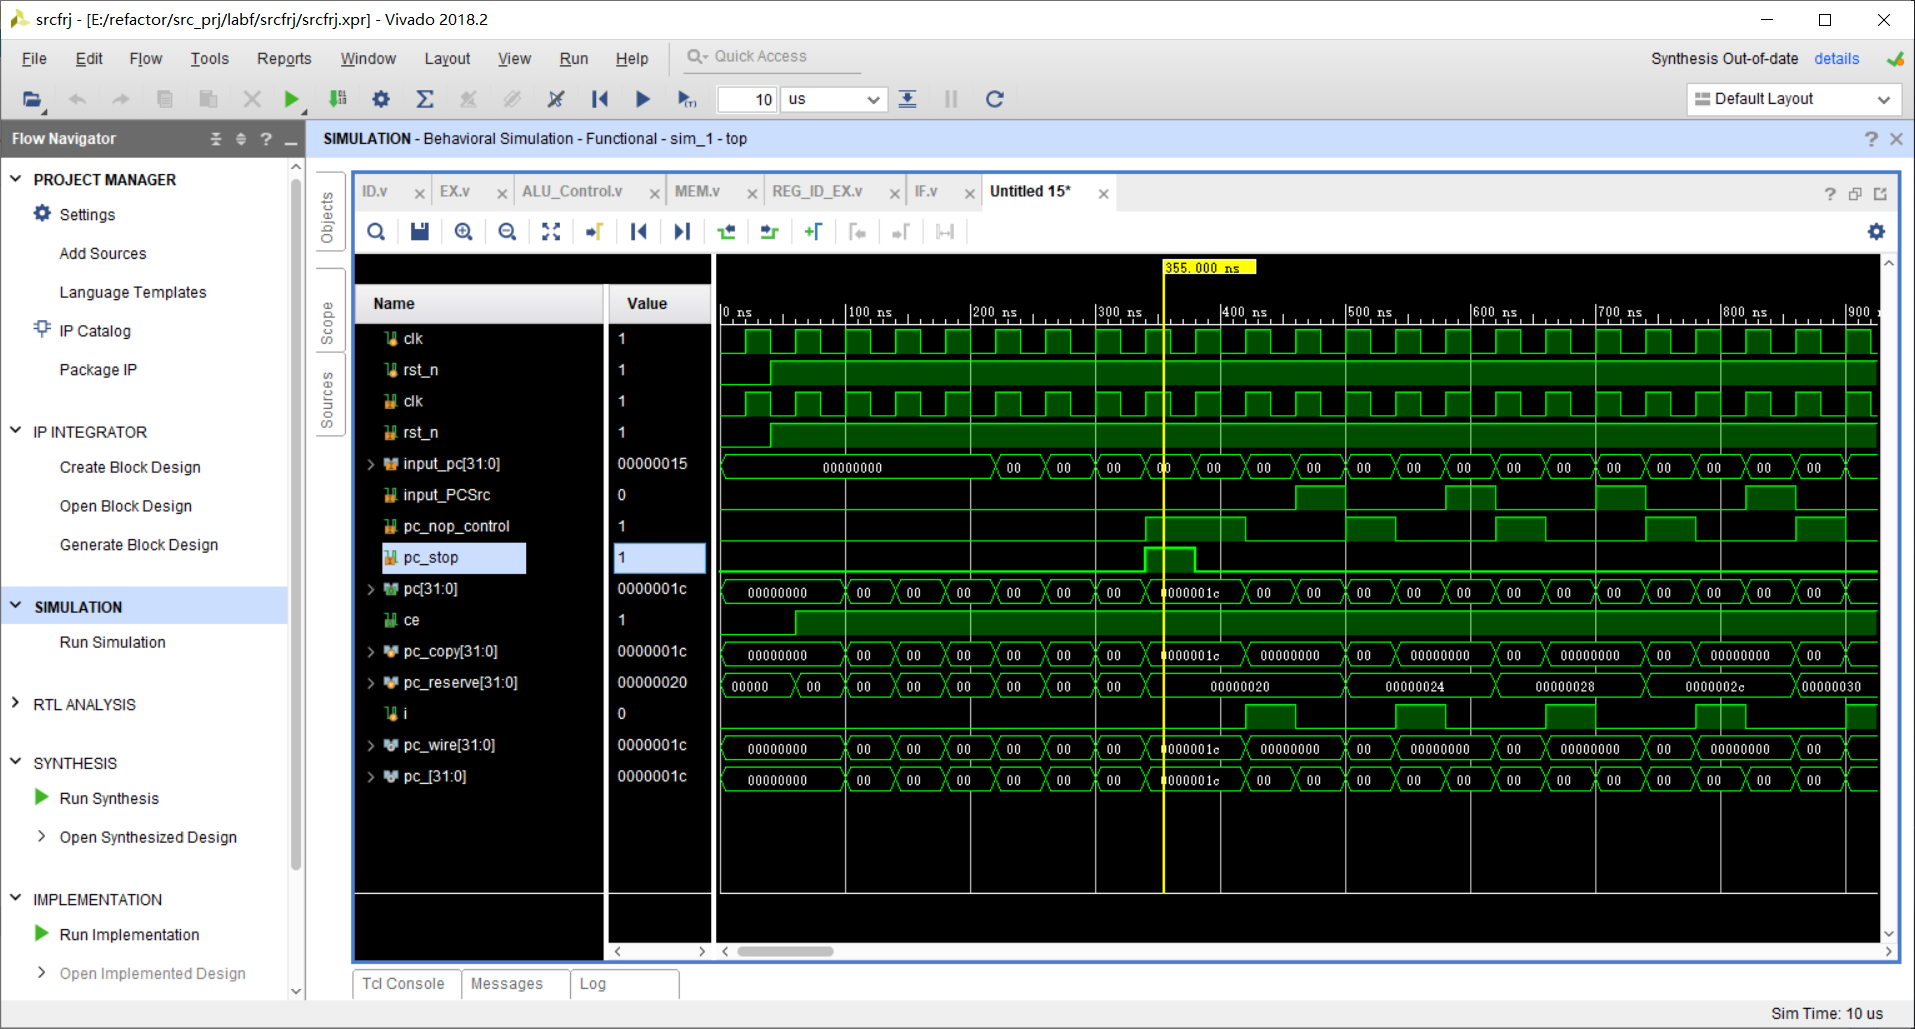 srcfrj - [E:/refactor/src_prj/labf/srcfrj/srcfrj.xpr] - Vivado 2018.2
File Edit Flow Tools Reports Window Layout View Run Help Quick Access
Synthesis Out-of-date details
10 us
Default Layout
Flow Navigator
SIMULATION - Behavioral Simulation - Functional - sim_1 - top
PROJECT MANAGER
Settings
Add Sources
Language Templates
IP Catalog
Package IP
IP INTEGRATOR
Create Block Design
Open Block Design
Generate Block Design
SIMULATION
Run Simulation
RTL ANALYSIS
SYNTHESIS
Run Synthesis
Open Synthesized Design
IMPLEMENTATION
Run Implementation
Open Implemented Design
Objects
Scope
Sources
ID.v EX.v ALU_Control.v MEM.v REG_ID_EX.v IF.v Untitled 15*
355.000 ns
Name Value
0 ns 100 ns 200 ns 300 ns 400 ns 500 ns 600 ns 700 ns 800 ns 900
clk 1
rst_n 1
clk 1
rst_n 1
input_pc[31:0] 00000015 00000000 00 00 00 00 00 00 00 00 00 00 00 00 00 00 00 00 00
input_PCSrc 0
pc_nop_control 1
pc_stop 1
pc[31:0] 0000001c 00000000 00 00 00 00 00 00 0000001c 00 00 00 00 00 00 00 00 00 00 00 00
ce 1
pc_copy[31:0] 0000001c 00000000 00 00 00 00 00 00 0000001c 00000000 00 00000000 00 00000000 00 00000000 00
pc_reserve[31:0] 00000020 00000 00 00 00 00 00 00 00 00000020 00000024 00000028 0000002c 00000030
i 0
pc_wire[31:0] 0000001c 00000000 00 00 00 00 00 00 0000001c 00000000 00 00000000 00 00000000 00 00000000 00
pc_[31:0] 0000001c 00000000 00 00 00 00 00 00 0000001c 00 00 00 00 00 00 00 00 00 00 00 00
Tcl Console Messages Log
Sim Time: 10 us